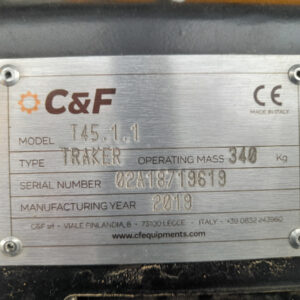 C&F
CE
MADE IN ITALY
MODEL T45.1.1
TYPE TRAKER OPERATING MASS 340 Kg
SERIAL NUMBER 02A18/19619
MANUFACTURING YEAR 2019
C&F srl - VIALE FINLANDIA, 8 - 73100 LECCE - ITALY - +39 0832
www.cfequipments.com